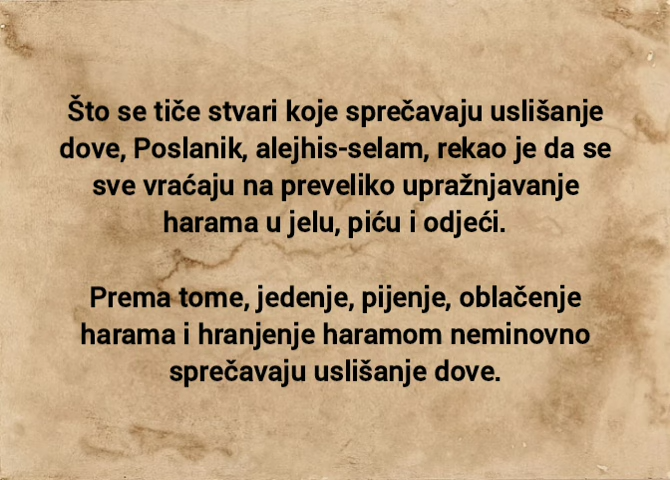 Što se tiče stvari koje sprečavaju uslišanje
dove, Poslanik, alejhis-selam, rekao je da se
sve vraćaju na preveliko upražnjavanje
harama u jelu, piću i odjeći.
Prema tome, jedenje, pijenje, oblačenje
harama i hranjenje haramom neminovno
sprečavaju uslišanje dove.